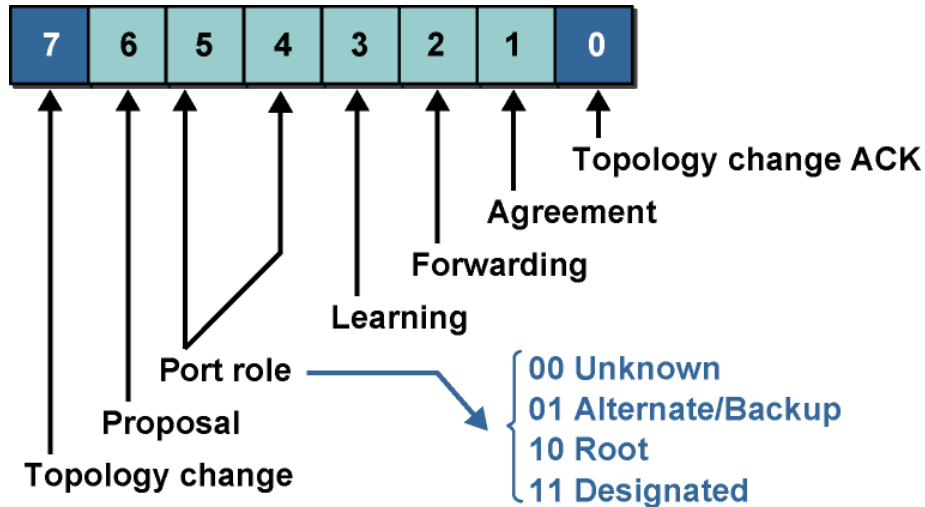 7 6 5 4 3 2 1 0
Topology change ACK
Agreement
Forwarding
Learning
Port role
Proposal
Topology change
00 Unknown
01 Alternate/Backup
10 Root
11 Designated